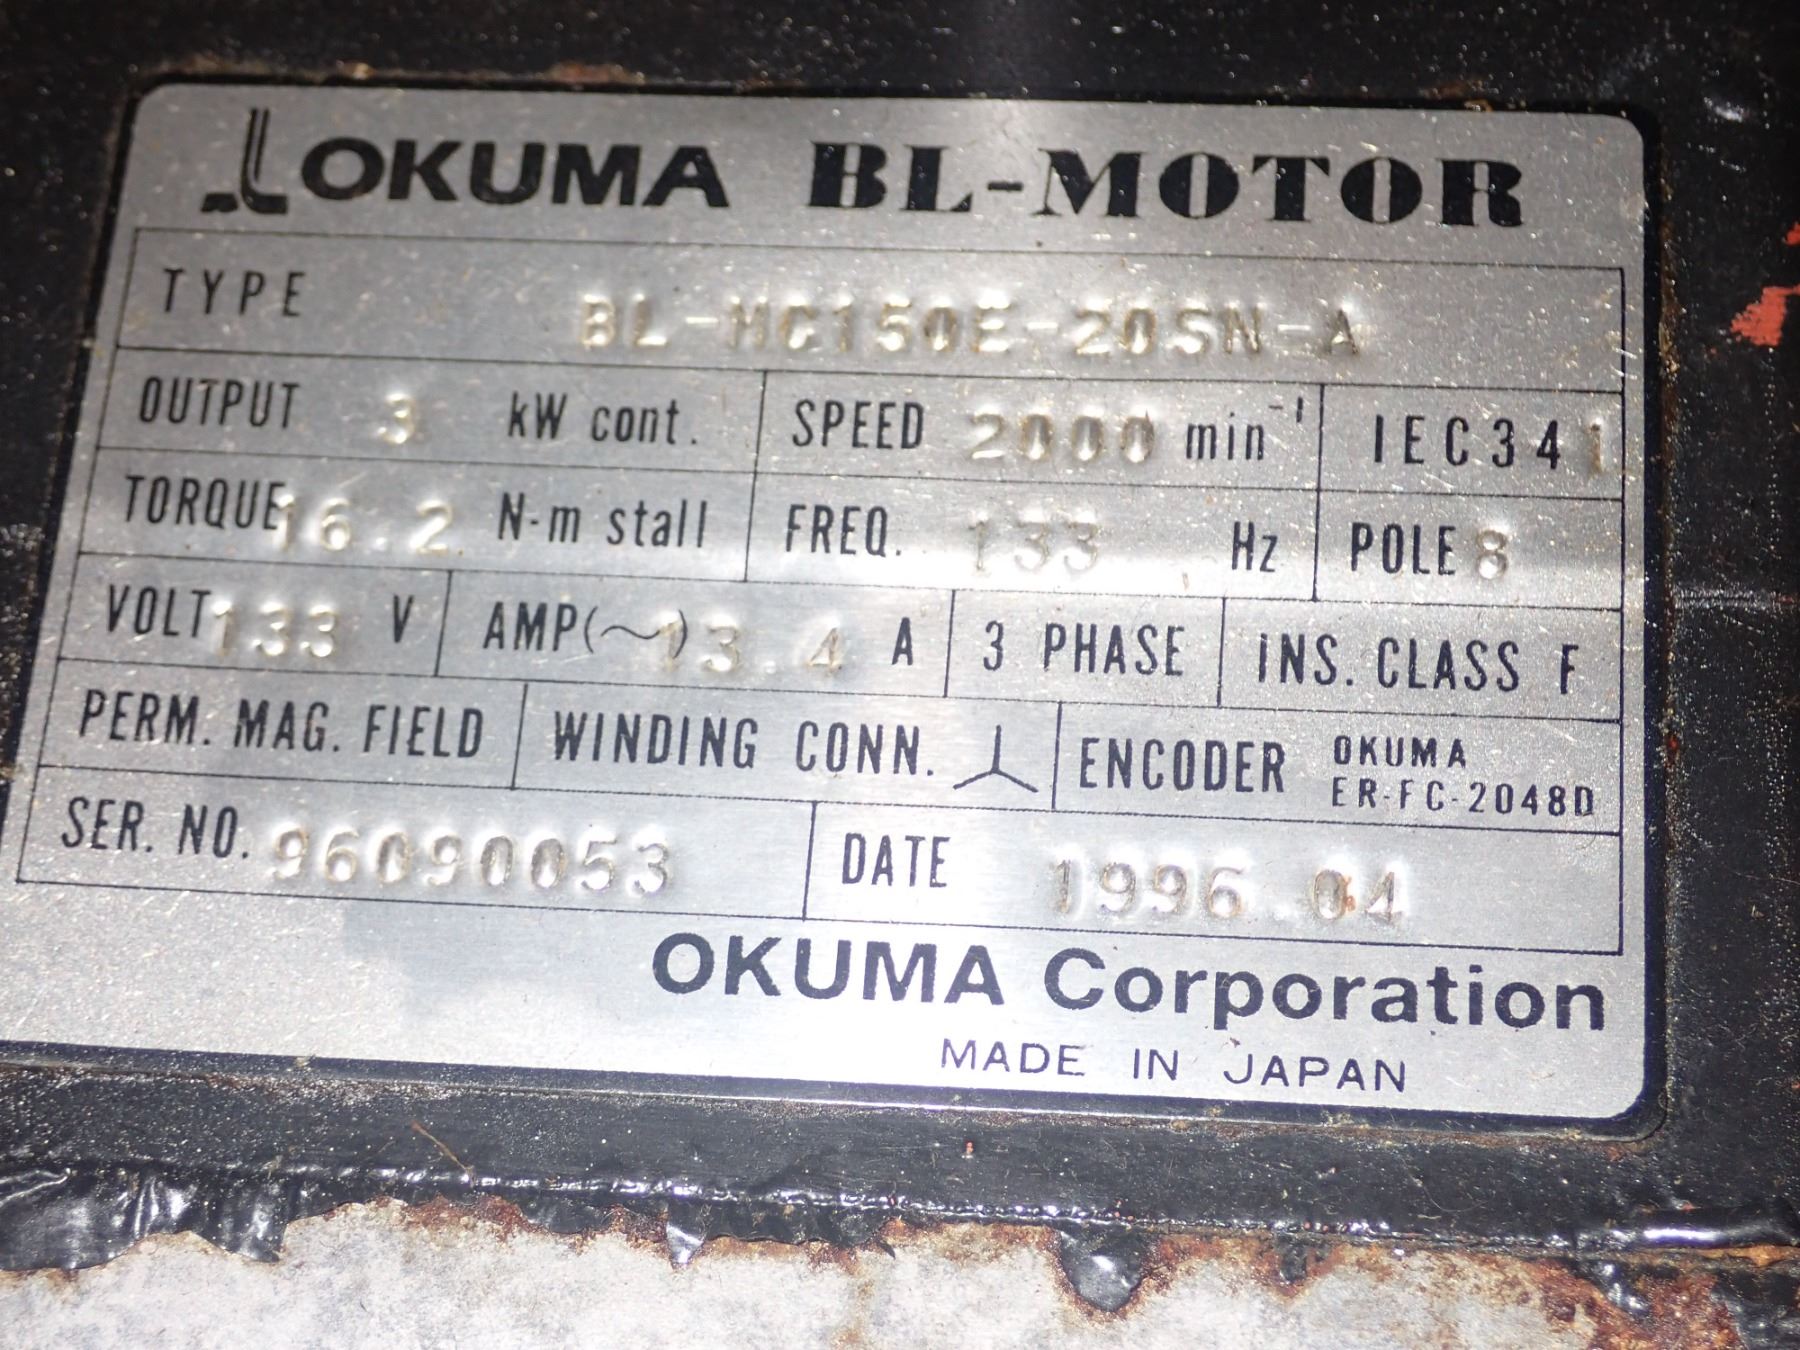 OKUMA BL-MOTOR
TYPE BL-MC150E-20SN-A
OUTPUT 3 kW cont. SPEED 2000 min⁻¹ IEC34 1
TORQUE 16.2 N-m stall FREQ. 133 Hz POLE 8
VOLT 133 V AMP(~) 13.4 A 3 PHASE INS. CLASS F
PERM. MAG. FIELD WINDING CONN. ENCODER OKUMA
ER-FC-2048D
SER. NO. 96090053 DATE 1996.04
OKUMA Corporation
MADE IN JAPAN